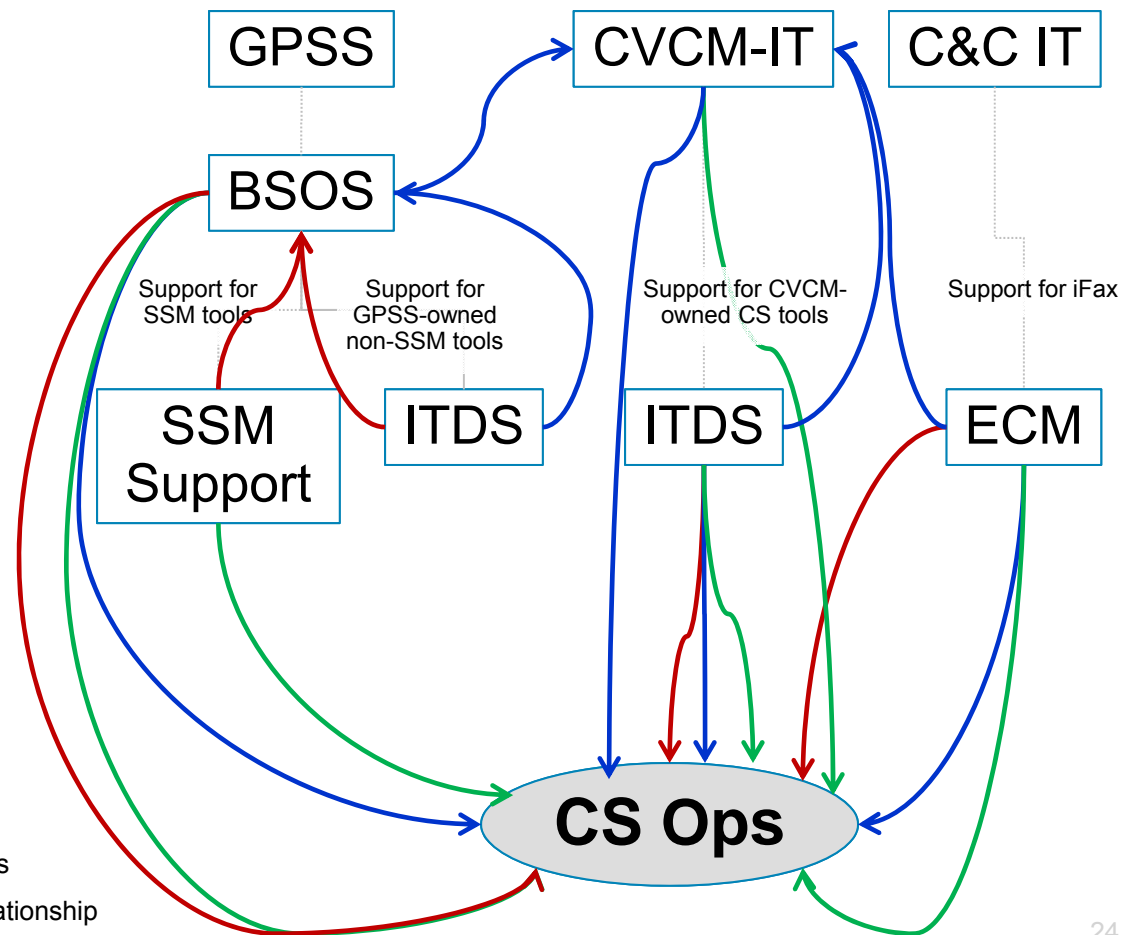 GPSS
CVCM-IT
C&C IT
BSOS
Support for
SSM tools
Support for
GPSS-owned
non-SSM tools
Support for CVCM-
owned CS tools
Support for iFax
SSM
Support
ITDS
ITDS
ECM
CS Ops
24